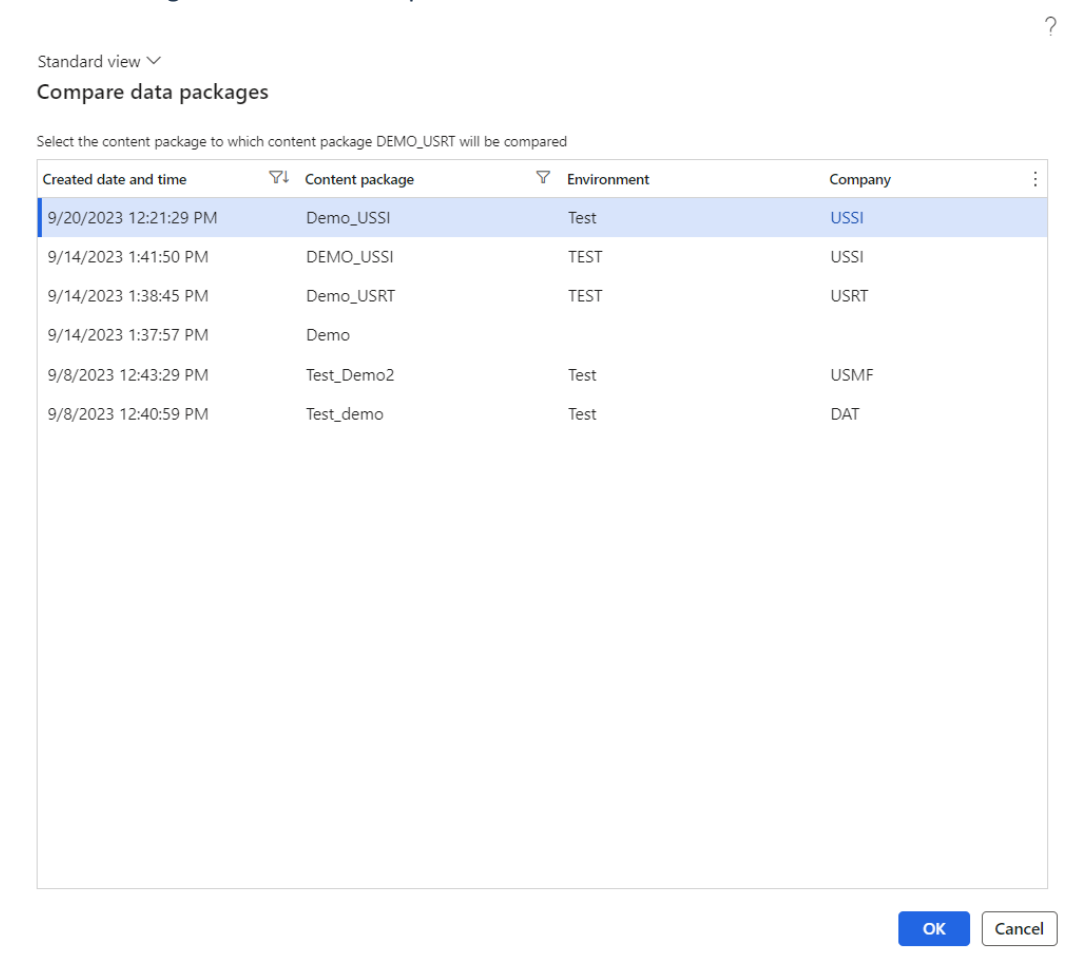 ?
Standard view
Compare data packages
Select the content package to which content package DEMO_USRT will be compared
Created date and time Content package Environment Company
9/20/2023 12:21:29 PM Demo_USSI Test USSI
9/14/2023 1:41:50 PM DEMO_USSI TEST USSI
9/14/2023 1:38:45 PM Demo_USRT TEST USRT
9/14/2023 1:37:57 PM Demo
9/8/2023 12:43:29 PM Test_Demo2 Test USMF
9/8/2023 12:40:59 PM Test_demo Test DAT
OK Cancel